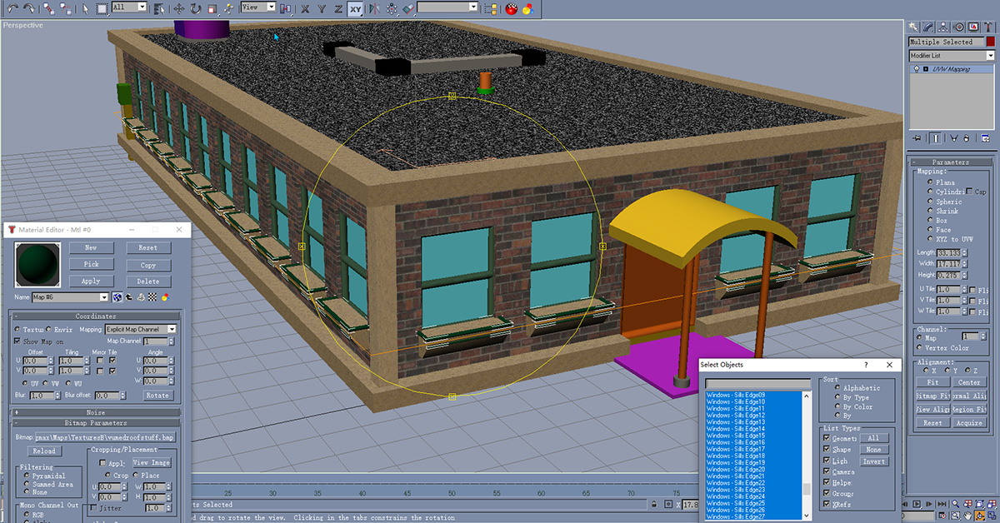 All
View
X
Y
Z
XY
Perspective
Multiple Selected
Modifier List
UVW Mapping
Parameters
Mapping:
Plana
Cylindri
Cap
Spheric
Shrink
Box
Face
XYZ to UVW
Length: 33.133
Width: 17.117
Height: 0.275
U Tile: 1.0 Fli
V Tile: 1.0 Fli
W Tile: 1.0 Fli
Channel:
Map 1
Vertex Color
Alignment:
X Y Z
Fit Center
Bitmap Fit ormal Alig
View Align Region Fi
Reset Acquire
Material Editor - Mtl #0
New Reset
Pick Copy
Apply Delete
Name: Map #6
Coordinates
Textur Envir Mapping: Explicit Map Channel
Show Map on Map Channel: 1
Offset Tiling Mirror Tile Angle
U: 0.0 1.0 U: 0.0
V: 0.0 1.0 V: 0.0
UV VW WU W: 0.0
Blur: 1.0 Blur offset: 0.0 Rotate
Noise
Bitmap Parameters
Bitmap: gmax\Maps\TexturesB\vumedroofstuff.bmp
Reload
Cropping/Placement
Apply View Image
Crop Place
U: 0.0 W: 1.0
V: 0.0 H: 1.0
Jitter 1.0
Filtering
Pyramidal
Summed Area
None
Mono Channel Out
RGB
25 30 35 40 45 50 55 60 65 70 75
ts Selected
X 17.8
d drag to rotate the view. Clicking in the tabs constrains the rotation
Select Objects
? ×
Windows - Sills Edge09
Windows - Sills Edge10
Windows - Sills Edge11
Windows - Sills Edge12
Windows - Sills Edge13
Windows - Sills Edge14
Windows - Sills Edge15
Windows - Sills Edge16
Windows - Sills Edge17
Windows - Sills Edge18
Windows - Sills Edge19
Windows - Sills Edge20
Windows - Sills Edge21
Windows - Sills Edge22
Windows - Sills Edge23
Windows - Sills Edge24
Windows - Sills Edge25
Windows - Sills Edge26
Windows - Sills Edge27
Sort
Alphabetic
By Type
By Color
By
List Types
Geometr All
Shape None
Ligh Invert
Camera
Helpe
Group
XRefs